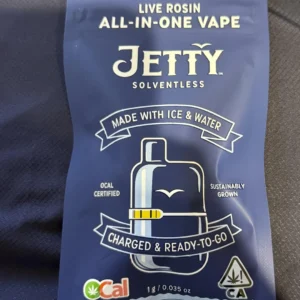 LIVE ROSIN
ALL-IN-ONE VAPE
JETTY
SOLVENTLESS
MADE WITH ICE & WATER
OCAL
CERTIFIED
SUSTAINABLY
GROWN
CHARGED & READY-TO-GO
OCal
1g / 0.035 oz
CA